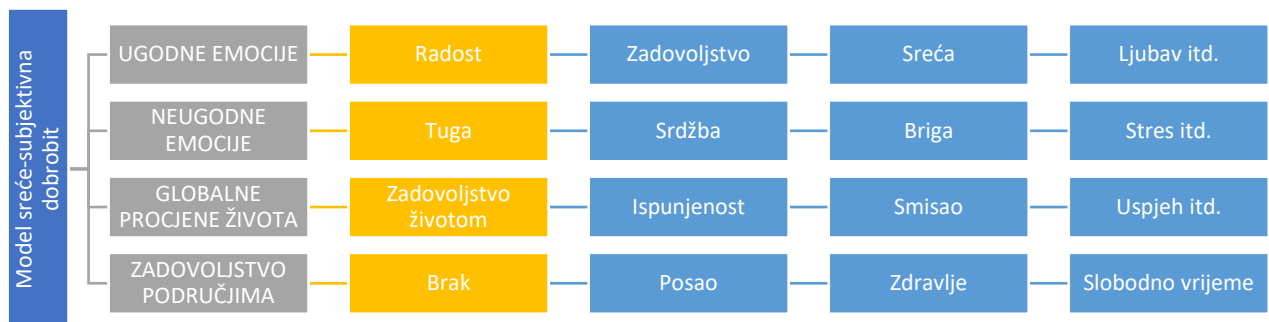 Model sreće-subjektivna
dobrobit
UGODNE EMOCIJE
Radost
Zadovoljstvo
Sreća
Ljubav itd.
NEUGODNE
EMOCIJE
Tuga
Srdžba
Briga
Stres itd.
GLOBALNE
PROCJENE ŽIVOTA
Zadovoljstvo
životom
Ispunjenost
Smisao
Uspjeh itd.
ZADOVOLJSTVO
PODRUČJIMA
Brak
Posao
Zdravlje
Slobodno vrijeme